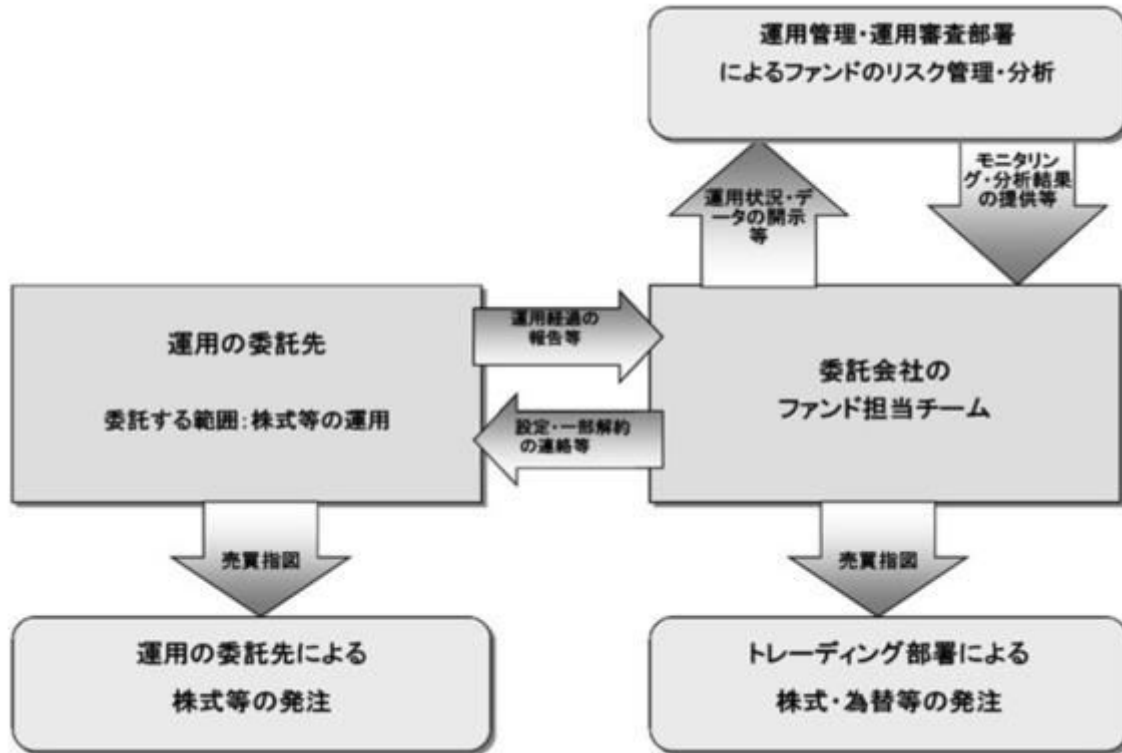 運用管理・運用審査部署
によるファンドのリスク管理・分析
運用状況・デ
ータの開示
等
モニタリン
グ・分析結果
の提供等
運用の委託先
委託する範囲：株式等の運用
運用経過の
報告等
設定・一部解約
の連絡等
委託会社の
ファンド担当チーム
売買指図
売買指図
運用の委託先による
株式等の発注
トレーディング部署による
株式・為替等の発注